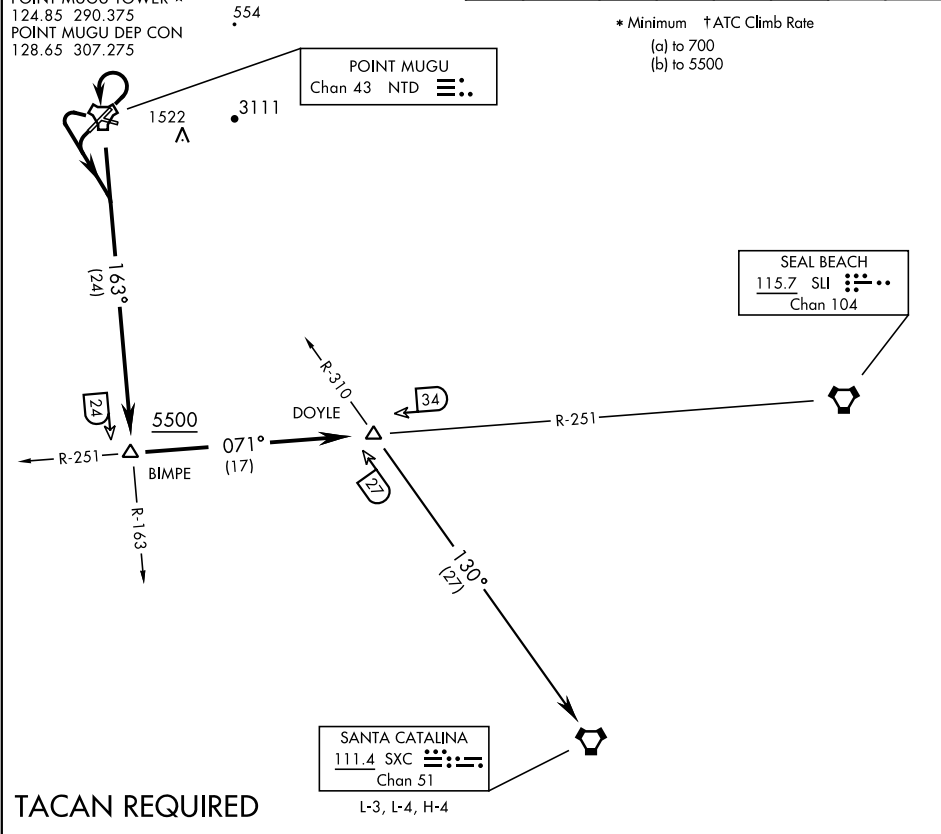 POINT MUGU TOWER *
124.85 290.375
POINT MUGU DEP CON
128.65 307.275
554
* Minimum †ATC Climb Rate
(a) to 700
(b) to 5500
POINT MUGU
Chan 43 NTD
1522
3111
163°
(24)
SEAL BEACH
115.7 SLI
Chan 104
R-310
24
5500
DOYLE
34
R-251
R-251
BIMPE
071°
(17)
27
R-163
130°
(27)
SANTA CATALINA
111.4 SXC
Chan 51
L-3, L-4, H-4
TACAN REQUIRED